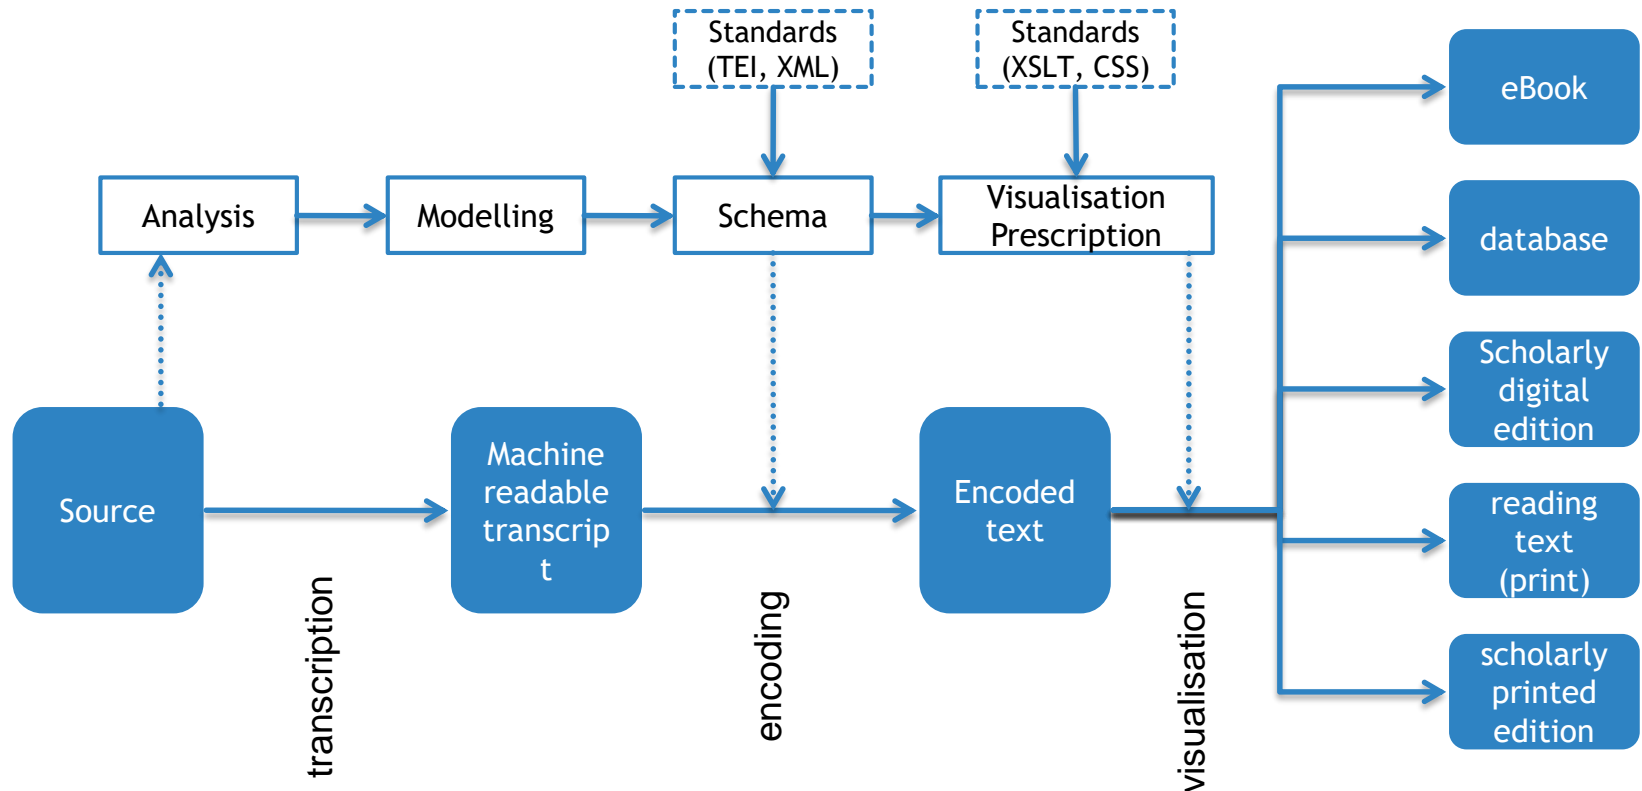 Standards
(TEI, XML)
Standards
(XSLT, CSS)
Analysis
Modelling
Schema
Visualisation
Prescription
Source
Machine
readable
transcrip
t
Encoded
text
transcription
encoding
visualisation
eBook
database
Scholarly
digital
edition
reading
text
(print)
scholarly
printed
edition